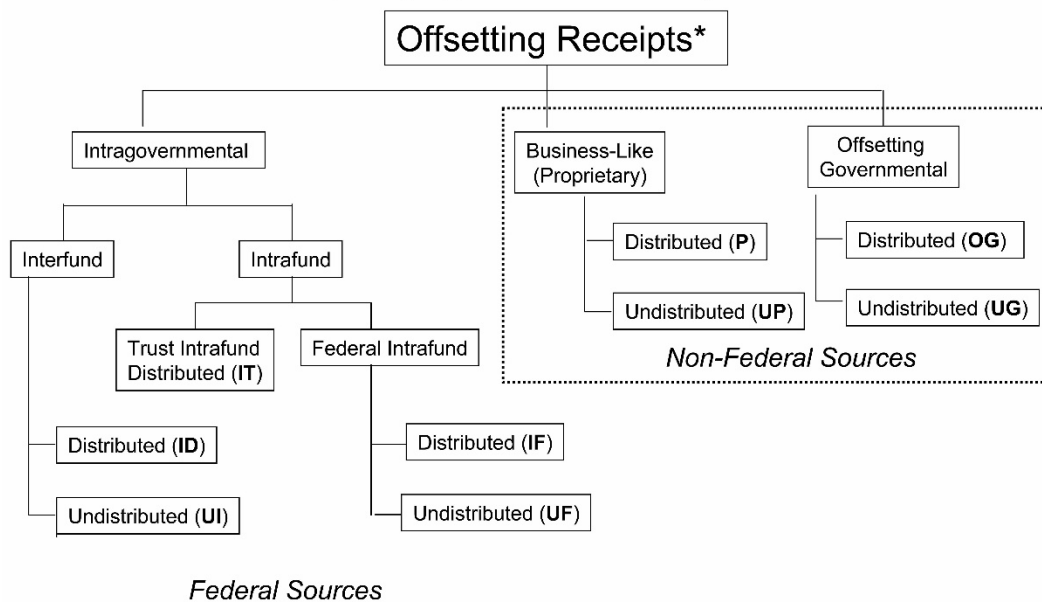 Offsetting Receipts*
Intragovernmental
Business-Like
(Proprietary)
Offsetting
Governmental
Interfund
Intrafund
Distributed (P)
Distributed (OG)
Undistributed (UP)
Undistributed (UG)
Trust Intrafund
Distributed (IT)
Federal Intrafund
Non-Federal Sources
Distributed (ID)
Distributed (IF)
Undistributed (UI)
Undistributed (UF)
Federal Sources